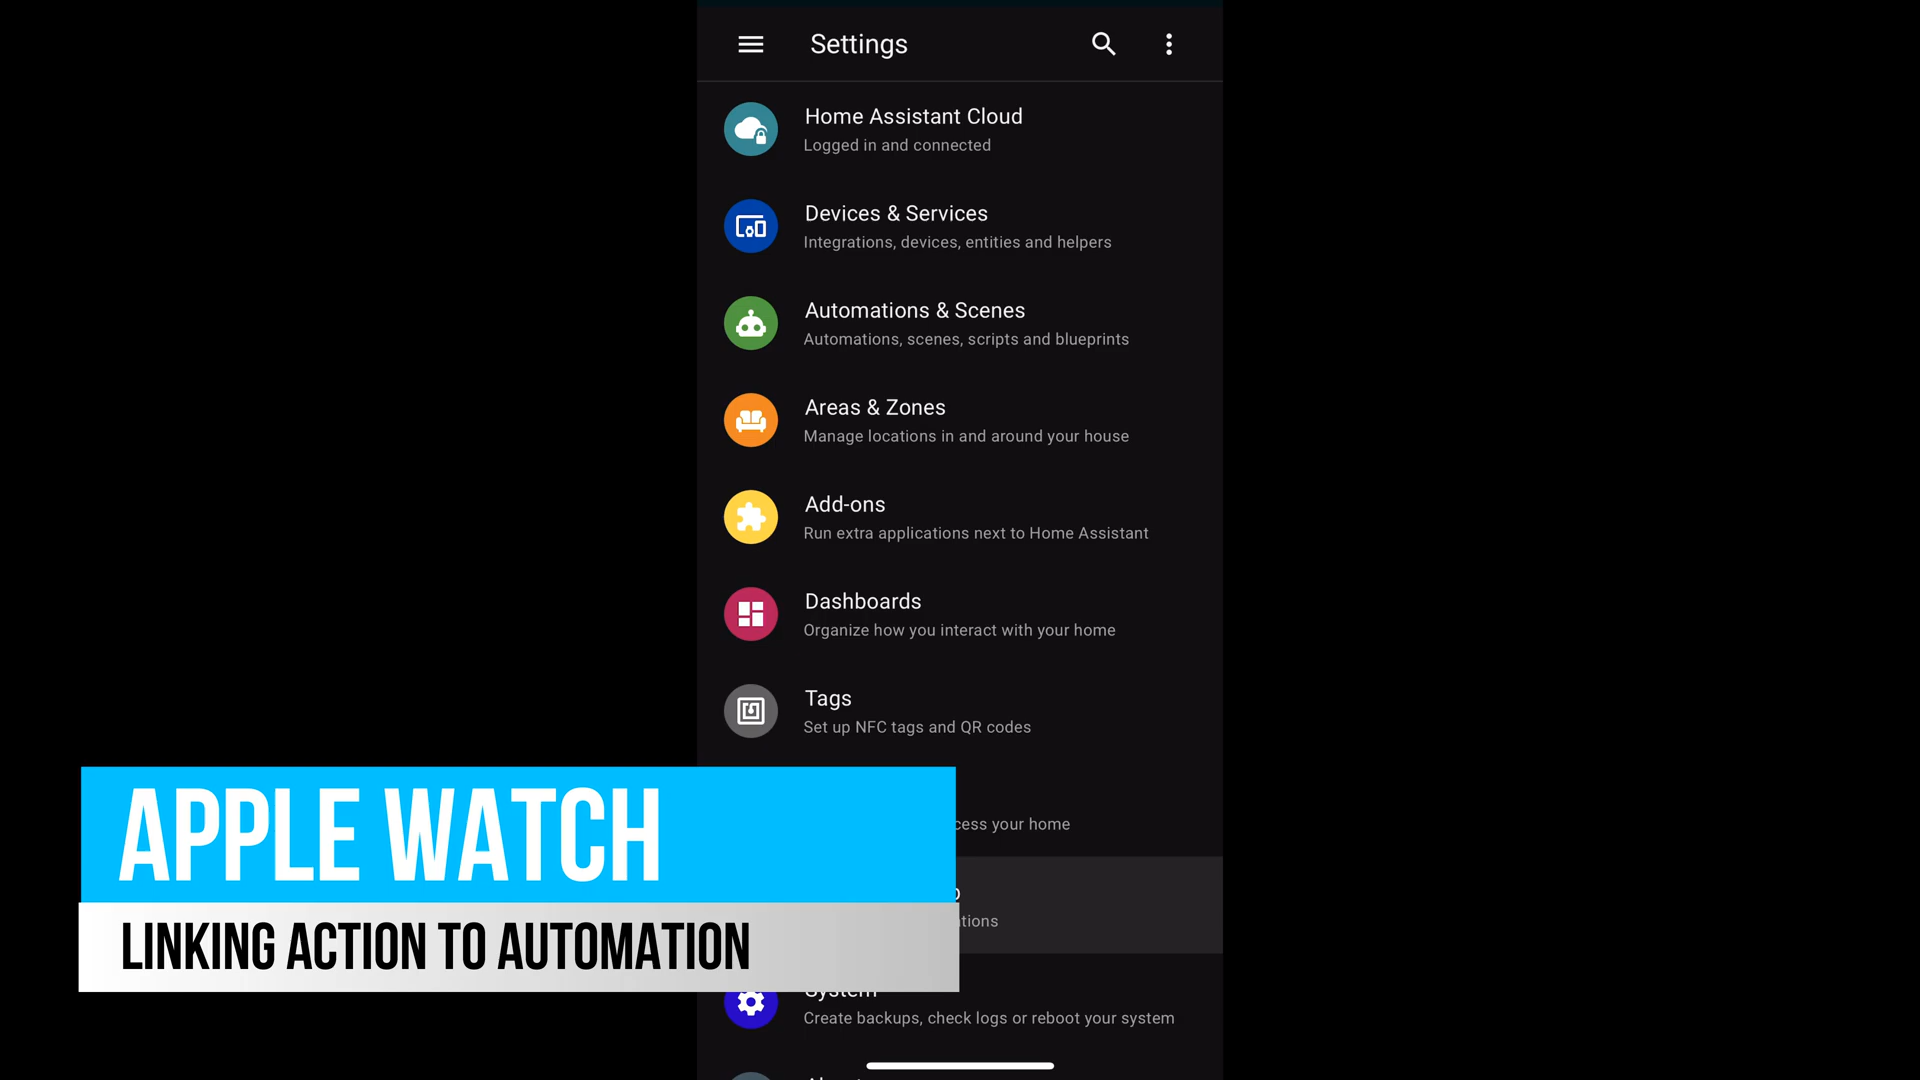 Settings
Home Assistant Cloud
Logged in and connected
Devices & Services
Integrations, devices, entities and helpers
Automations & Scenes
Automations, scenes, scripts and blueprints
Areas & Zones
Manage locations in and around your house
Add-ons
Run extra applications next to Home Assistant
Dashboards
Organize how you interact with your home
Tags
Set up NFC tags and QR codes
your home
System
Create backups, check logs or reboot your system
APPLE WATCH
LINKING ACTION TO AUTOMATION